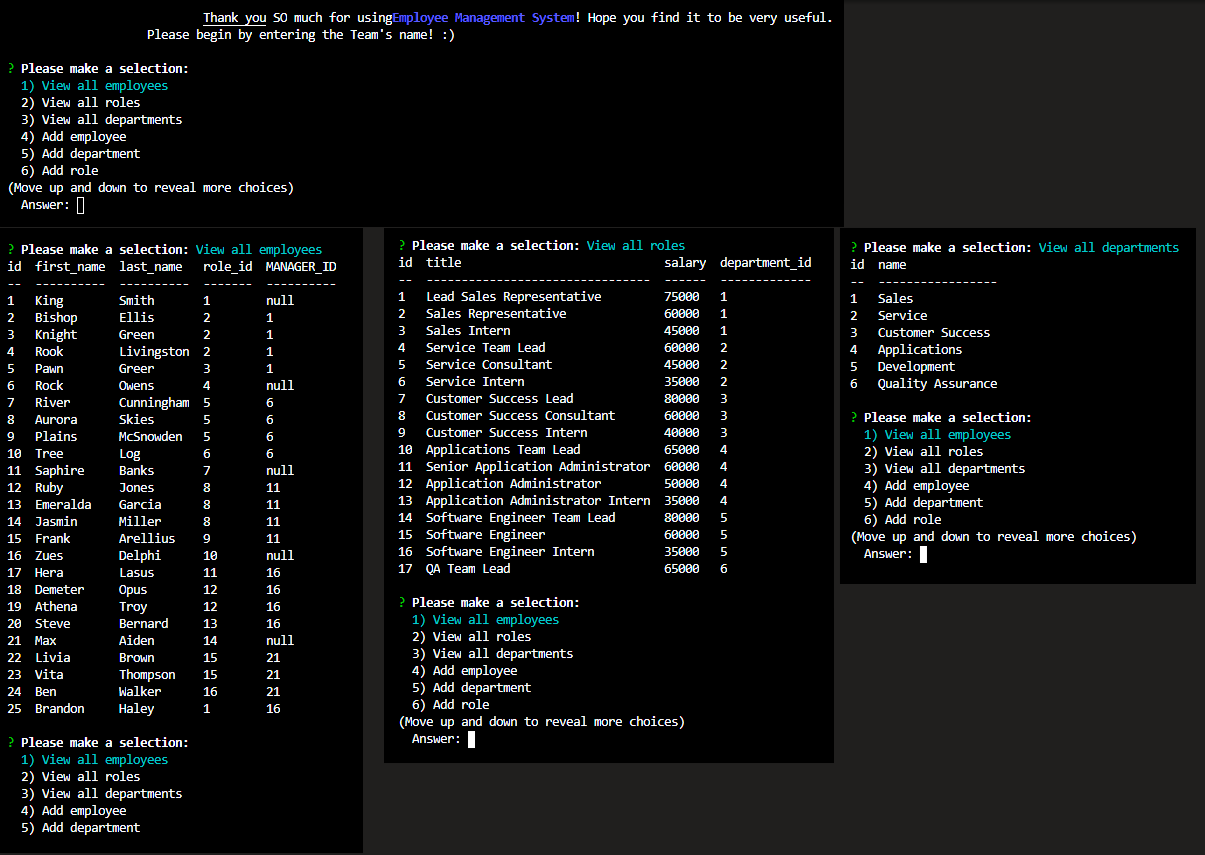 Thank you SO much for usingEmployee Management System! Hope you find it to be very useful.
Please begin by entering the Team's name! :)
? Please make a selection:
1) View all employees
2) View all roles
3) View all departments
4) Add employee
5) Add department
6) Add role
(Move up and down to reveal more choices)
Answer:
? Please make a selection: View all employees
id first_name last_name role_id MANAGER_ID
-- ---------- ---------- ------- ----------
1 King Smith 1 null
2 Bishop Ellis 2 1
3 Knight Green 2 1
4 Rook Livingston 2 1
5 Pawn Greer 3 1
6 Rock Owens 4 null
7 River Cunningham 5 6
8 Aurora Skies 5 6
9 Plains McSnowden 5 6
10 Tree Log 6 6
11 Saphire Banks 7 null
12 Ruby Jones 8 11
13 Emeralda Garcia 8 11
14 Jasmin Miller 8 11
15 Frank Arellius 9 11
16 Zues Delphi 10 null
17 Hera Lasus 11 16
18 Demeter Opus 12 16
19 Athena Troy 12 16
20 Steve Bernard 13 16
21 Max Aiden 14 null
22 Livia Brown 15 21
23 Vita Thompson 15 21
24 Ben Walker 16 21
25 Brandon Haley 1 16
? Please make a selection:
1) View all employees
2) View all roles
3) View all departments
4) Add employee
5) Add department
? Please make a selection: View all roles
id title salary department_id
-- -------------------------------- ------ -------------
1 Lead Sales Representative 75000 1
2 Sales Representative 60000 1
3 Sales Intern 45000 1
4 Service Team Lead 60000 2
5 Service Consultant 45000 2
6 Service Intern 35000 2
7 Customer Success Lead 80000 3
8 Customer Success Consultant 60000 3
9 Customer Success Intern 40000 3
10 Applications Team Lead 65000 4
11 Senior Application Administrator 60000 4
12 Application Administrator 50000 4
13 Application Administrator Intern 35000 4
14 Software Engineer Team Lead 80000 5
15 Software Engineer 60000 5
16 Software Engineer Intern 35000 5
17 QA Team Lead 65000 6
? Please make a selection:
1) View all employees
2) View all roles
3) View all departments
4) Add employee
5) Add department
6) Add role
(Move up and down to reveal more choices)
Answer:
? Please make a selection: View all departments
id name
-- -----------------
1 Sales
2 Service
3 Customer Success
4 Applications
5 Development
6 Quality Assurance
? Please make a selection:
1) View all employees
2) View all roles
3) View all departments
4) Add employee
5) Add department
6) Add role
(Move up and down to reveal more choices)
Answer: